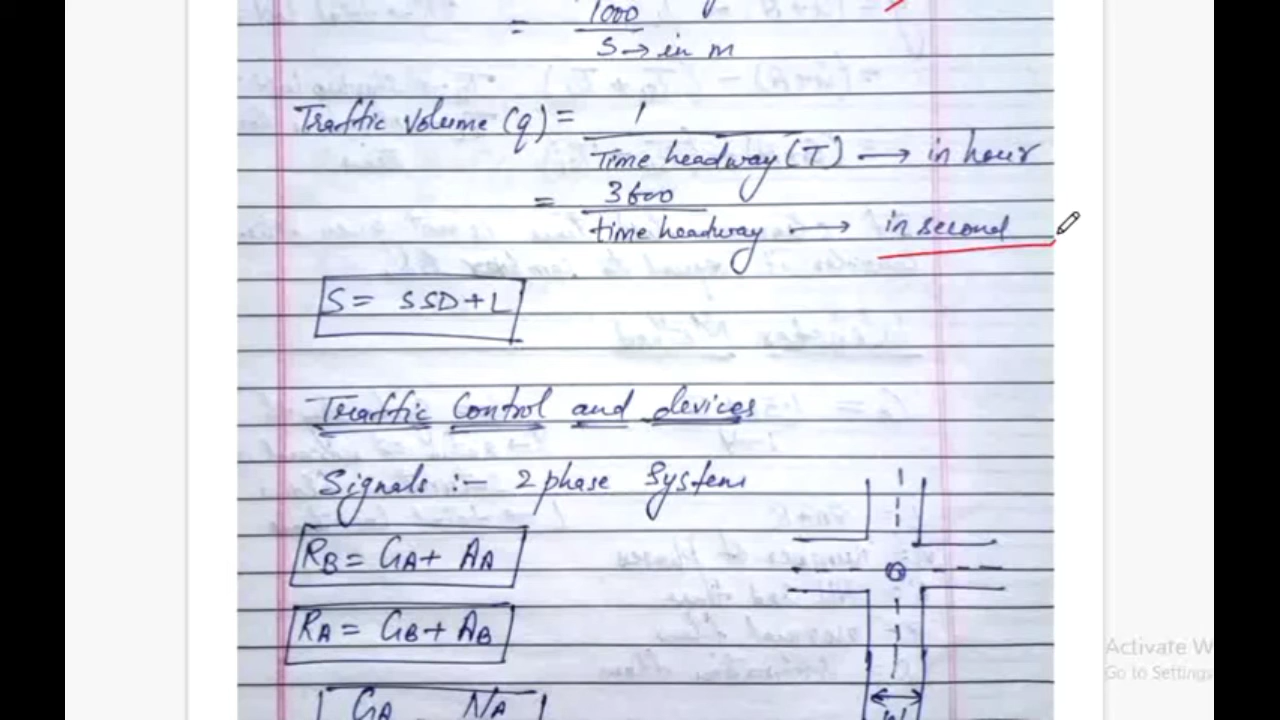 = 1000
S → in m
Traffic Volume (q) = 1
Time headway (T) → in hour
= 3600
time headway → in second
S = SSD + L
Traffic Control and devices
Signals :- 2 phase System
RB = GA + AA
RA = GB + AB
GA NA
W
Activate W
Go to Settings